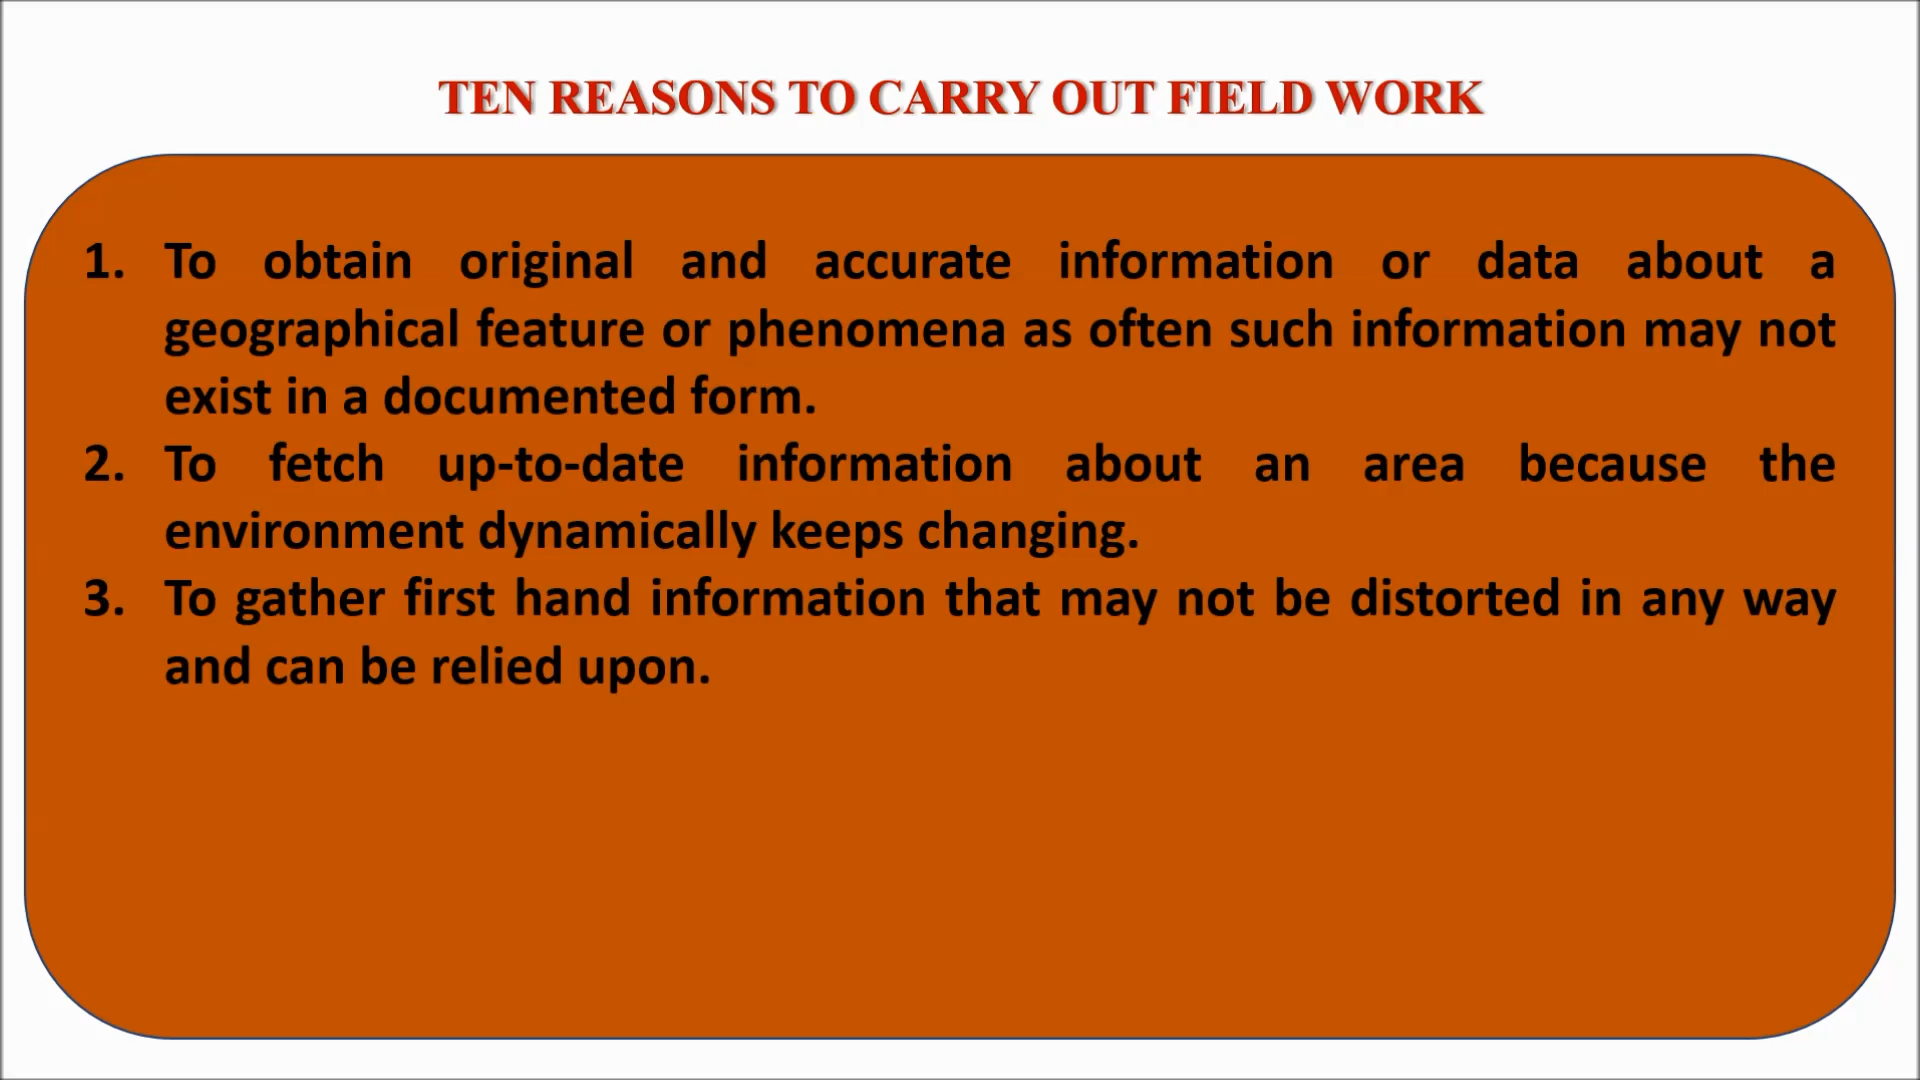 TEN REASONS TO CARRY OUT FIELD WORK
1. To obtain original and accurate information or data about a
geographical feature or phenomena as often such information may not
exist in a documented form.
2. To fetch up-to-date information about an area because the
environment dynamically keeps changing.
3. To gather first hand information that may not be distorted in any way
and can be relied upon.